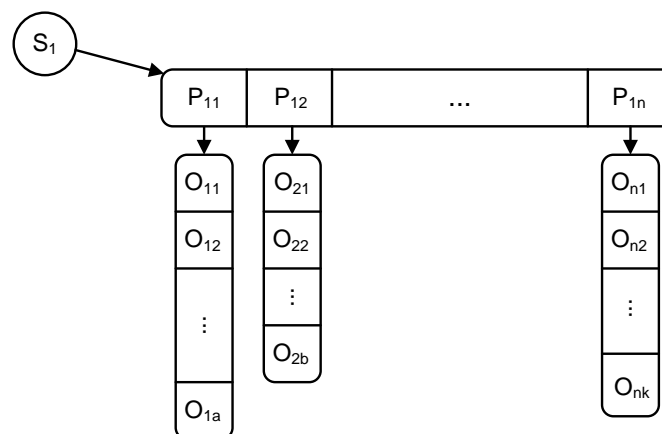 S₁
P₁₁ P₁₂ ... P₁ₙ
O₁₁ O₂₁ Oₙ₁
O₁₂ O₂₂ Oₙ₂
⋮ ⋮ ⋮
O₂b Oₙₖ
O₁ₐ